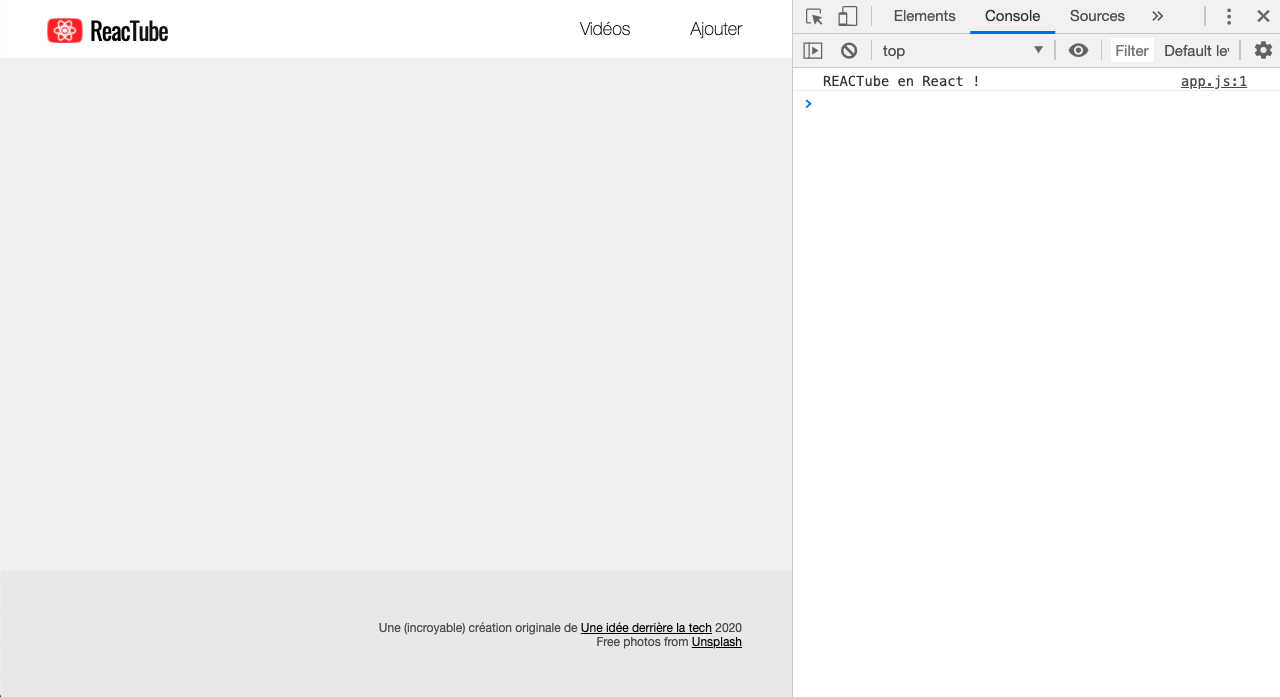 ReacTube Vidéos Ajouter
Une (incroyable) création originale de Une idée derrière la tech 2020
Free photos from Unsplash
Elements Console Sources
top Filter Default lev
REACTube en React ! app.js:1